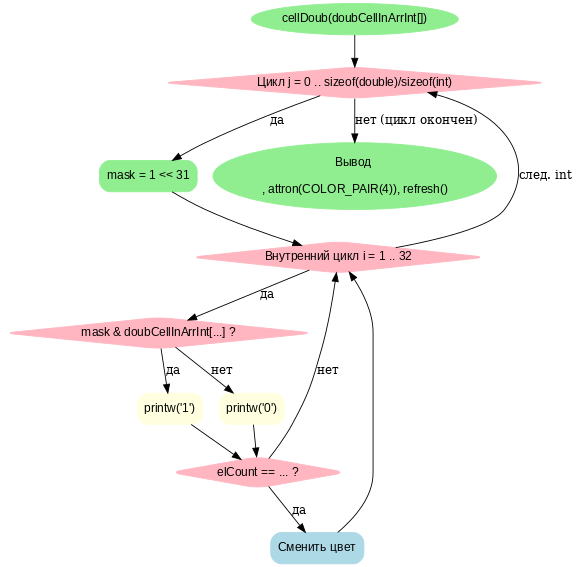 cellDoub(doubCellInArrInt[])
Цикл j = 0 .. sizeof(double)/sizeof(int)
да
нет (цикл окончен)
mask = 1 << 31
Вывод
, attron(COLOR_PAIR(4)), refresh()
след. int
Внутренний цикл i = 1 .. 32
да
mask & doubCellInArrInt[...] ?
да
нет
нет
printw('1')
printw('0')
elCount == ... ?
да
Сменить цвет